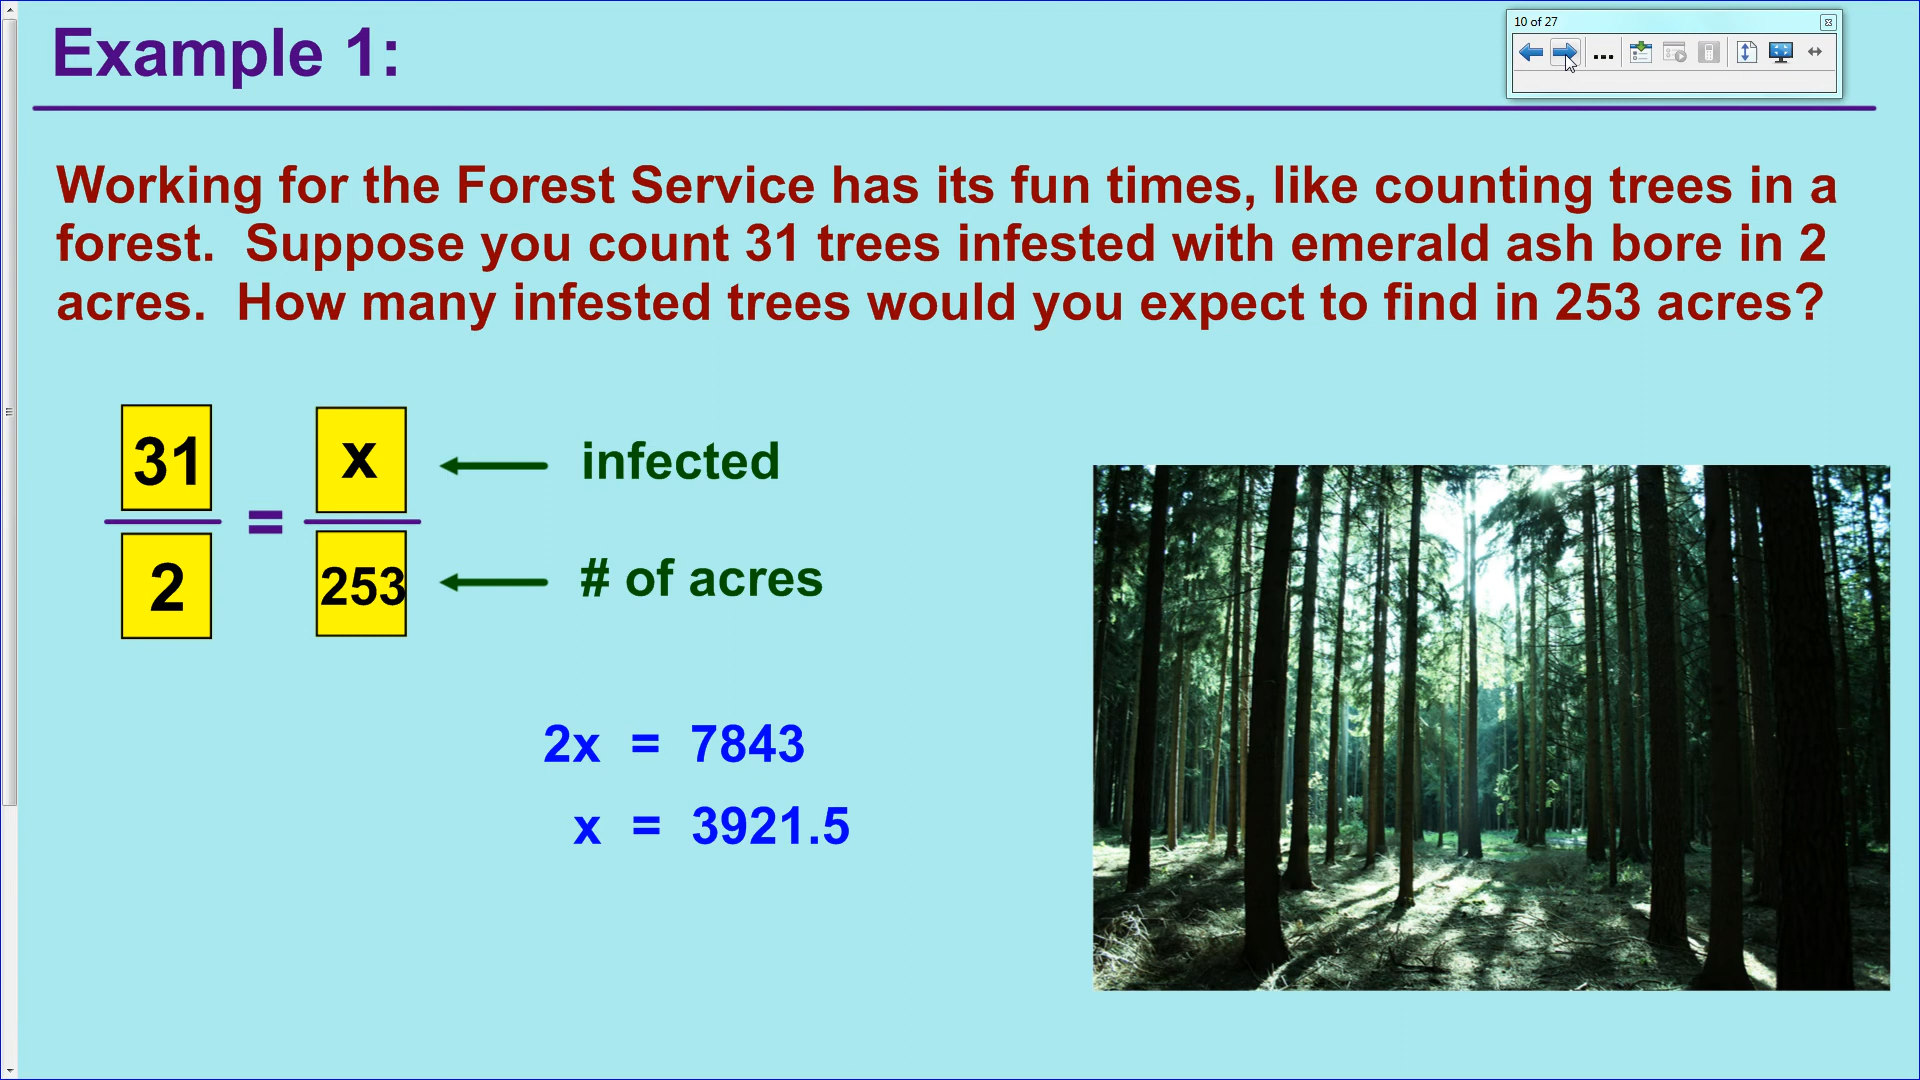 Example 1:
10 of 27
Working for the Forest Service has its fun times, like counting trees in a
forest. Suppose you count 31 trees infested with emerald ash bore in 2
acres. How many infested trees would you expect to find in 253 acres?
31 = x infected
2 253 # of acres
2x = 7843
x = 3921.5